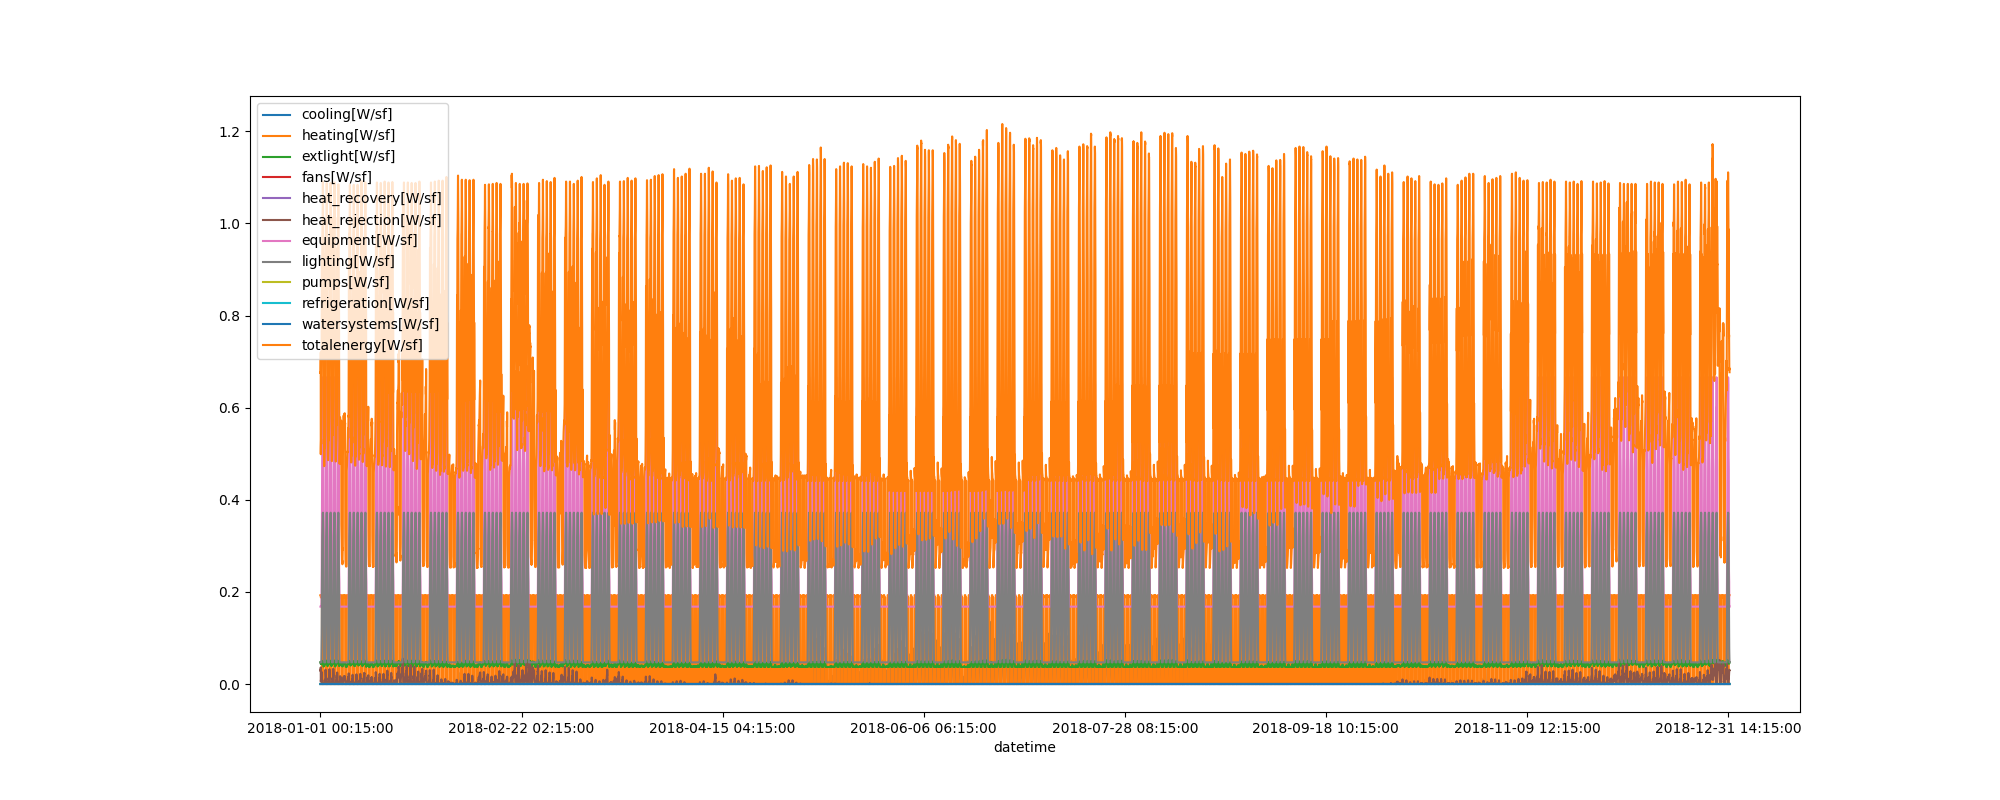 cooling[W/sf]
heating[W/sf]
extlight[W/sf]
fans[W/sf]
heat_recovery[W/sf]
heat_rejection[W/sf]
equipment[W/sf]
lighting[W/sf]
pumps[W/sf]
refrigeration[W/sf]
watersystems[W/sf]
totalenergy[W/sf]
1.2
1.0
0.8
0.6
0.4
0.2
0.0
2018-01-01 00:15:00 2018-02-22 02:15:00 2018-04-15 04:15:00 2018-06-06 06:15:00 2018-07-28 08:15:00 2018-09-18 10:15:00 2018-11-09 12:15:00 2018-12-31 14:15:00
datetime